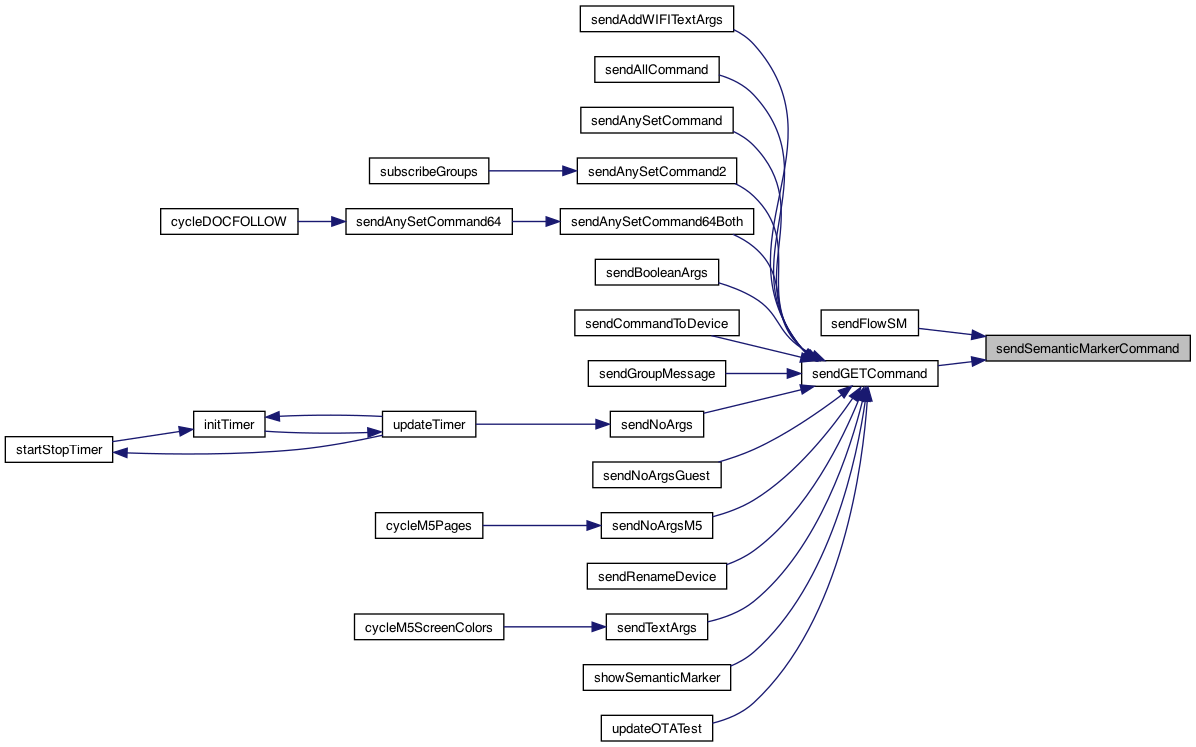 sendAddWIFITextArgs
sendAllCommand
sendAnySetCommand
subscribeGroups
sendAnySetCommand2
cycleDOCFOLLOW
sendAnySetCommand64
sendAnySetCommand64Both
sendBooleanArgs
sendCommandToDevice
sendFlowSM
sendSemanticMarkerCommand
sendGroupMessage
sendGETCommand
initTimer
updateTimer
sendNoArgs
startStopTimer
sendNoArgsGuest
cycleM5Pages
sendNoArgsM5
sendRenameDevice
cycleM5ScreenColors
sendTextArgs
showSemanticMarker
updateOTATest